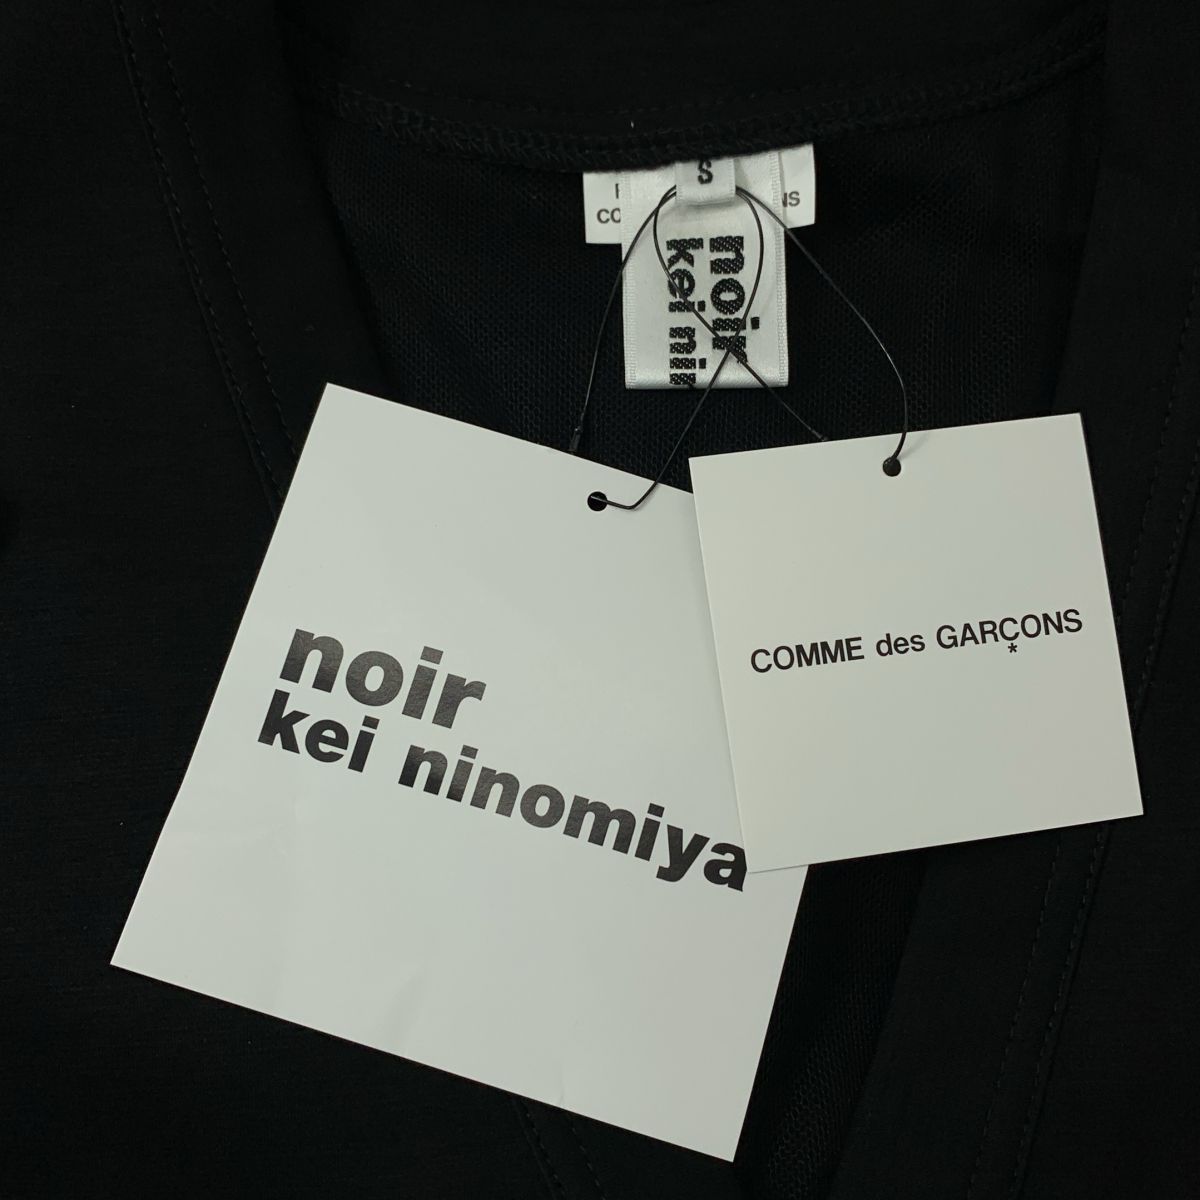 S
noir
kei nin
noir
kei ninomiya
COMME des GARÇONS
*